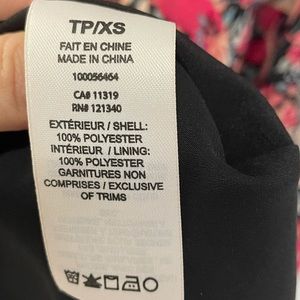 TP/XS
FAIT EN CHINE
MADE IN CHINA
100056464
CA# 11319
RN# 121340
EXTÉRIEUR / SHELL:
100% POLYESTER
INTÉRIEUR / LINING:
100% POLYESTER
GARNITURES NON
COMPRISES / EXCLUSIVE
OF TRIMS